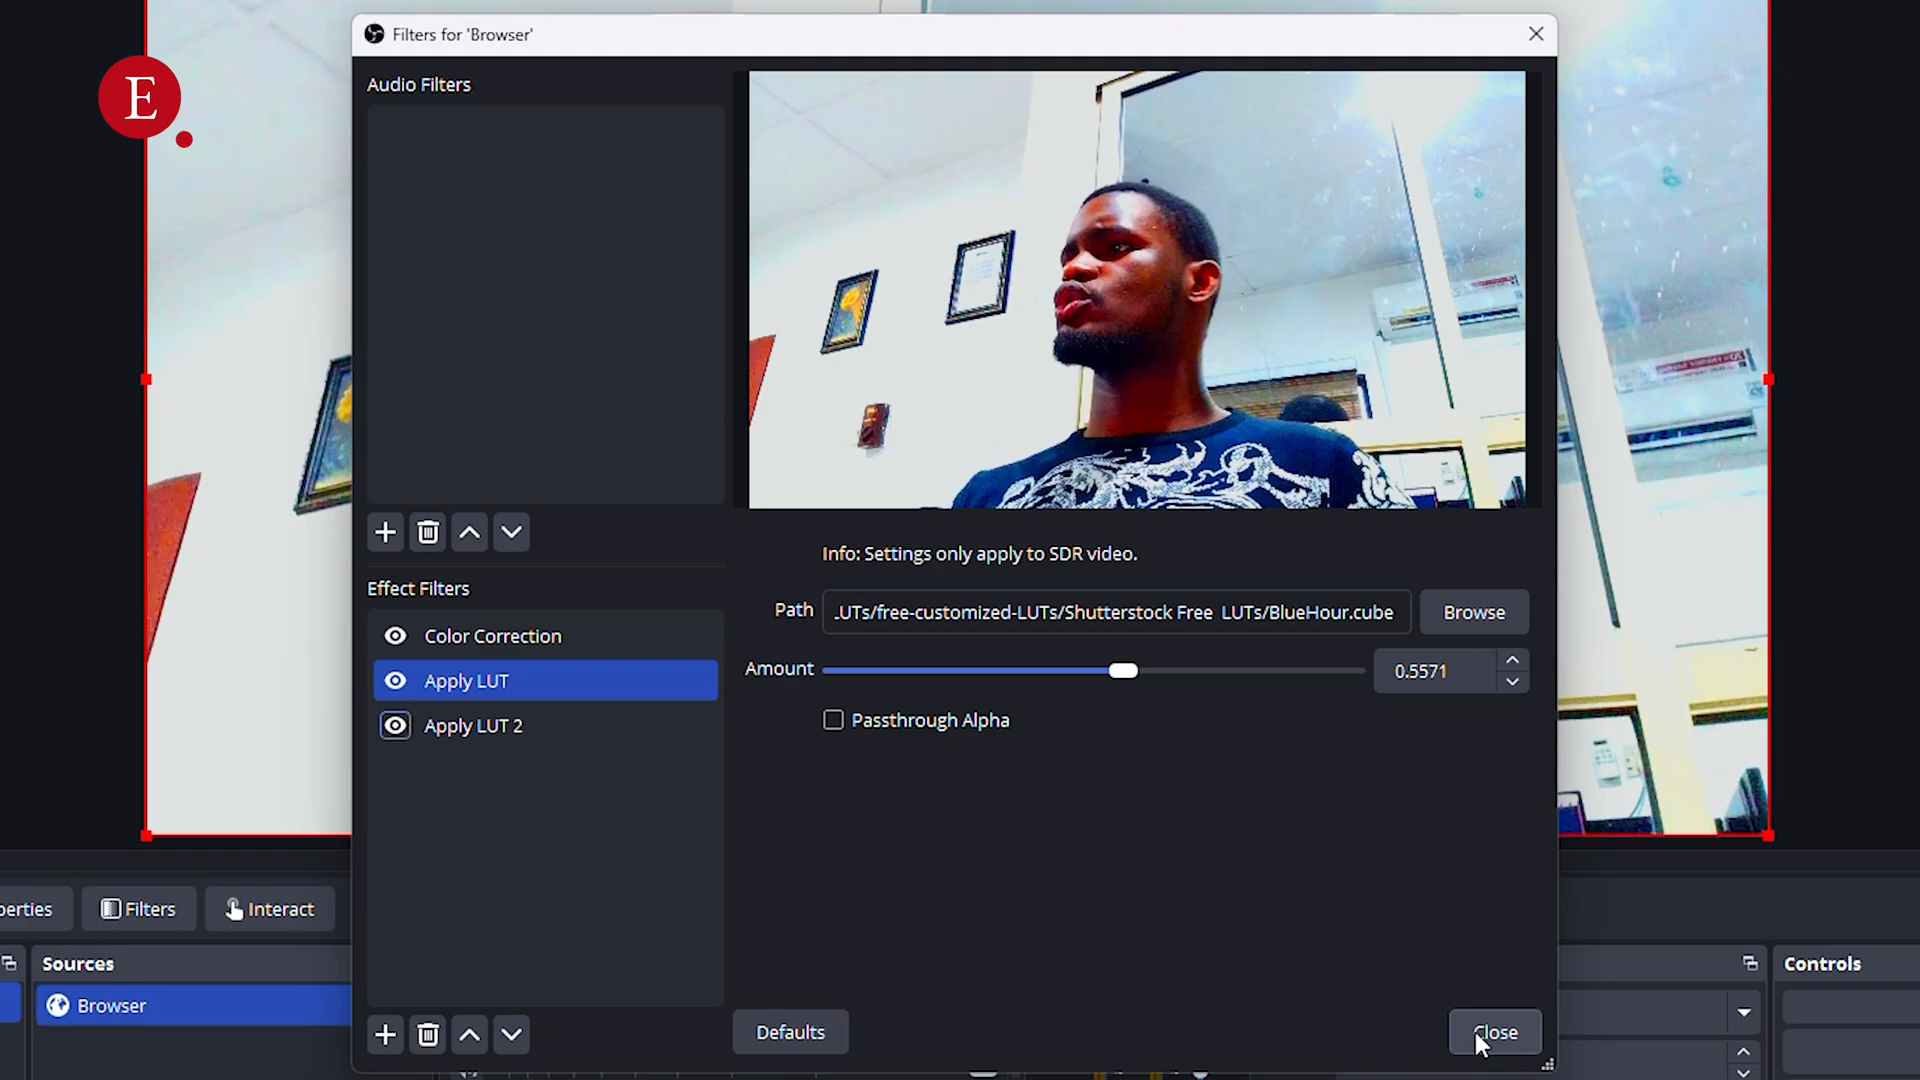 Filters for 'Browser'
E
Audio Filters
Info: Settings only apply to SDR video.
Effect Filters
Path
.UTs/free-customized-LUTs/Shutterstock Free LUTs/BlueHour.cube
Browse
Color Correction
Amount
0.5571
Apply LUT
Passthrough Alpha
Apply LUT 2
perties
Filters
Interact
Sources
Controls
Browser
Defaults
Close